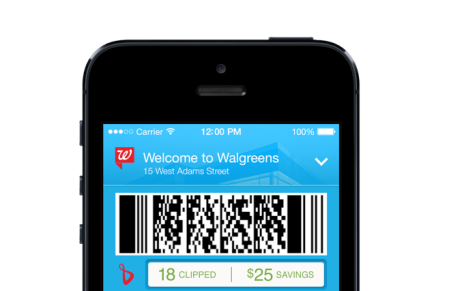 Carrier 12:00 PM 100%
W Welcome to Walgreens
15 West Adams Street
18 CLIPPED $25 SAVINGS